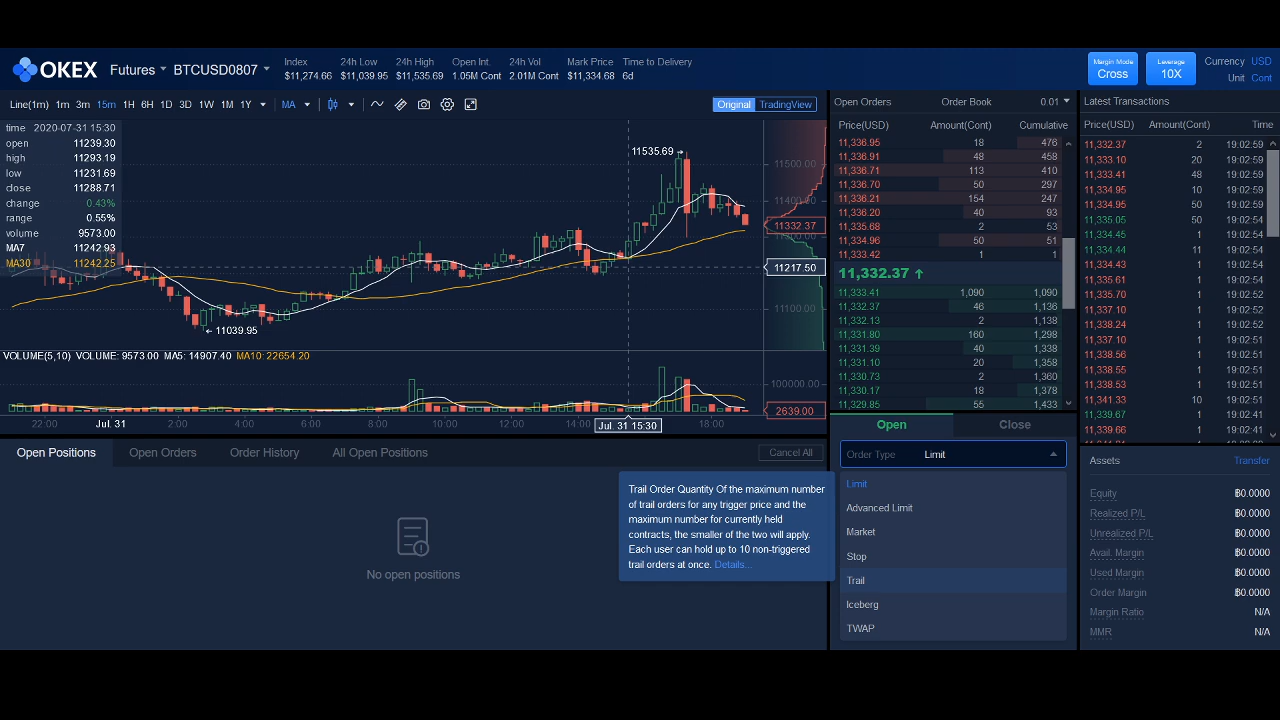 OKEX Futures BTCUSD0807
Index 24h Low 24h High Open Int. 24h Vol Mark Price Time to Delivery
$11,274.66 $11,039.95 $11,535.69 1.05M Cont 2.01M Cont $11,334.68 6d
Margin Mode
Cross
Leverage
10X
Currency USD
Unit Cont
Line(1m) 1m 3m 15m 1H 6H 1D 3D 1W 1M 1Y MA Original TradingView
time 2020-07-31 15:30
open 11239.30
high 11293.19
low 11231.69
close 11288.71
change 0.43%
range 0.55%
volume 9573.00
MA7 11242.93
MA30 11242.25
11535.69
11039.95
11500.00
11332.37
11217.50
11100.00
VOLUME(5,10) VOLUME: 9573.00 MA5: 14907.40 MA10: 22654.20
100000.00
2639.00
22:00 Jul. 31 2:00 4:00 6:00 8:00 10:00 12:00 14:00 Jul. 31 15:30 18:00
Open Positions Open Orders Order History All Open Positions Cancel All
No open positions
Trail Order Quantity Of the maximum number
of trail orders for any trigger price and the
maximum number for currently held
contracts, the smaller of the two will apply.
Each user can hold up to 10 non-triggered
trail orders at once. Details...
Open Orders Order Book 0.01
Price(USD) Amount(Cont) Cumulative
11,336.95 18 476
11,336.91 48 458
11,336.71 113 410
11,336.70 50 297
11,336.21 154 247
11,336.20 40 93
11,335.68 2 53
11,334.96 50 51
11,333.42 1 1
11,332.37
11,333.41 1,090 1,090
11,332.37 46 1,136
11,332.13 2 1,138
11,331.80 160 1,298
11,331.39 40 1,338
11,331.10 20 1,358
11,330.73 2 1,360
11,330.17 18 1,378
11,329.85 55 1,433
Open Close
Order Type Limit
Limit
Advanced Limit
Market
Stop
Trail
Iceberg
TWAP
Latest Transactions
Price(USD) Amount(Cont) Time
11,332.37 2 19:02:59
11,333.10 20 19:02:59
11,333.41 48 19:02:59
11,334.95 10 19:02:59
11,334.95 50 19:02:59
11,335.05 50 19:02:54
11,334.45 1 19:02:54
11,334.44 11 19:02:54
11,334.43 1 19:02:54
11,335.61 1 19:02:54
11,335.70 1 19:02:52
11,337.10 1 19:02:52
11,338.24 1 19:02:51
11,337.10 1 19:02:51
11,338.56 1 19:02:51
11,338.55 1 19:02:51
11,338.53 1 19:02:51
11,341.33 10 19:02:51
11,339.67 1 19:02:41
11,339.66 1 19:02:41
Assets Transfer
Equity ฿0.0000
Realized P/L ฿0.0000
Unrealized P/L ฿0.0000
Avail. Margin ฿0.0000
Used Margin ฿0.0000
Order Margin ฿0.0000
Margin Ratio N/A
MMR N/A